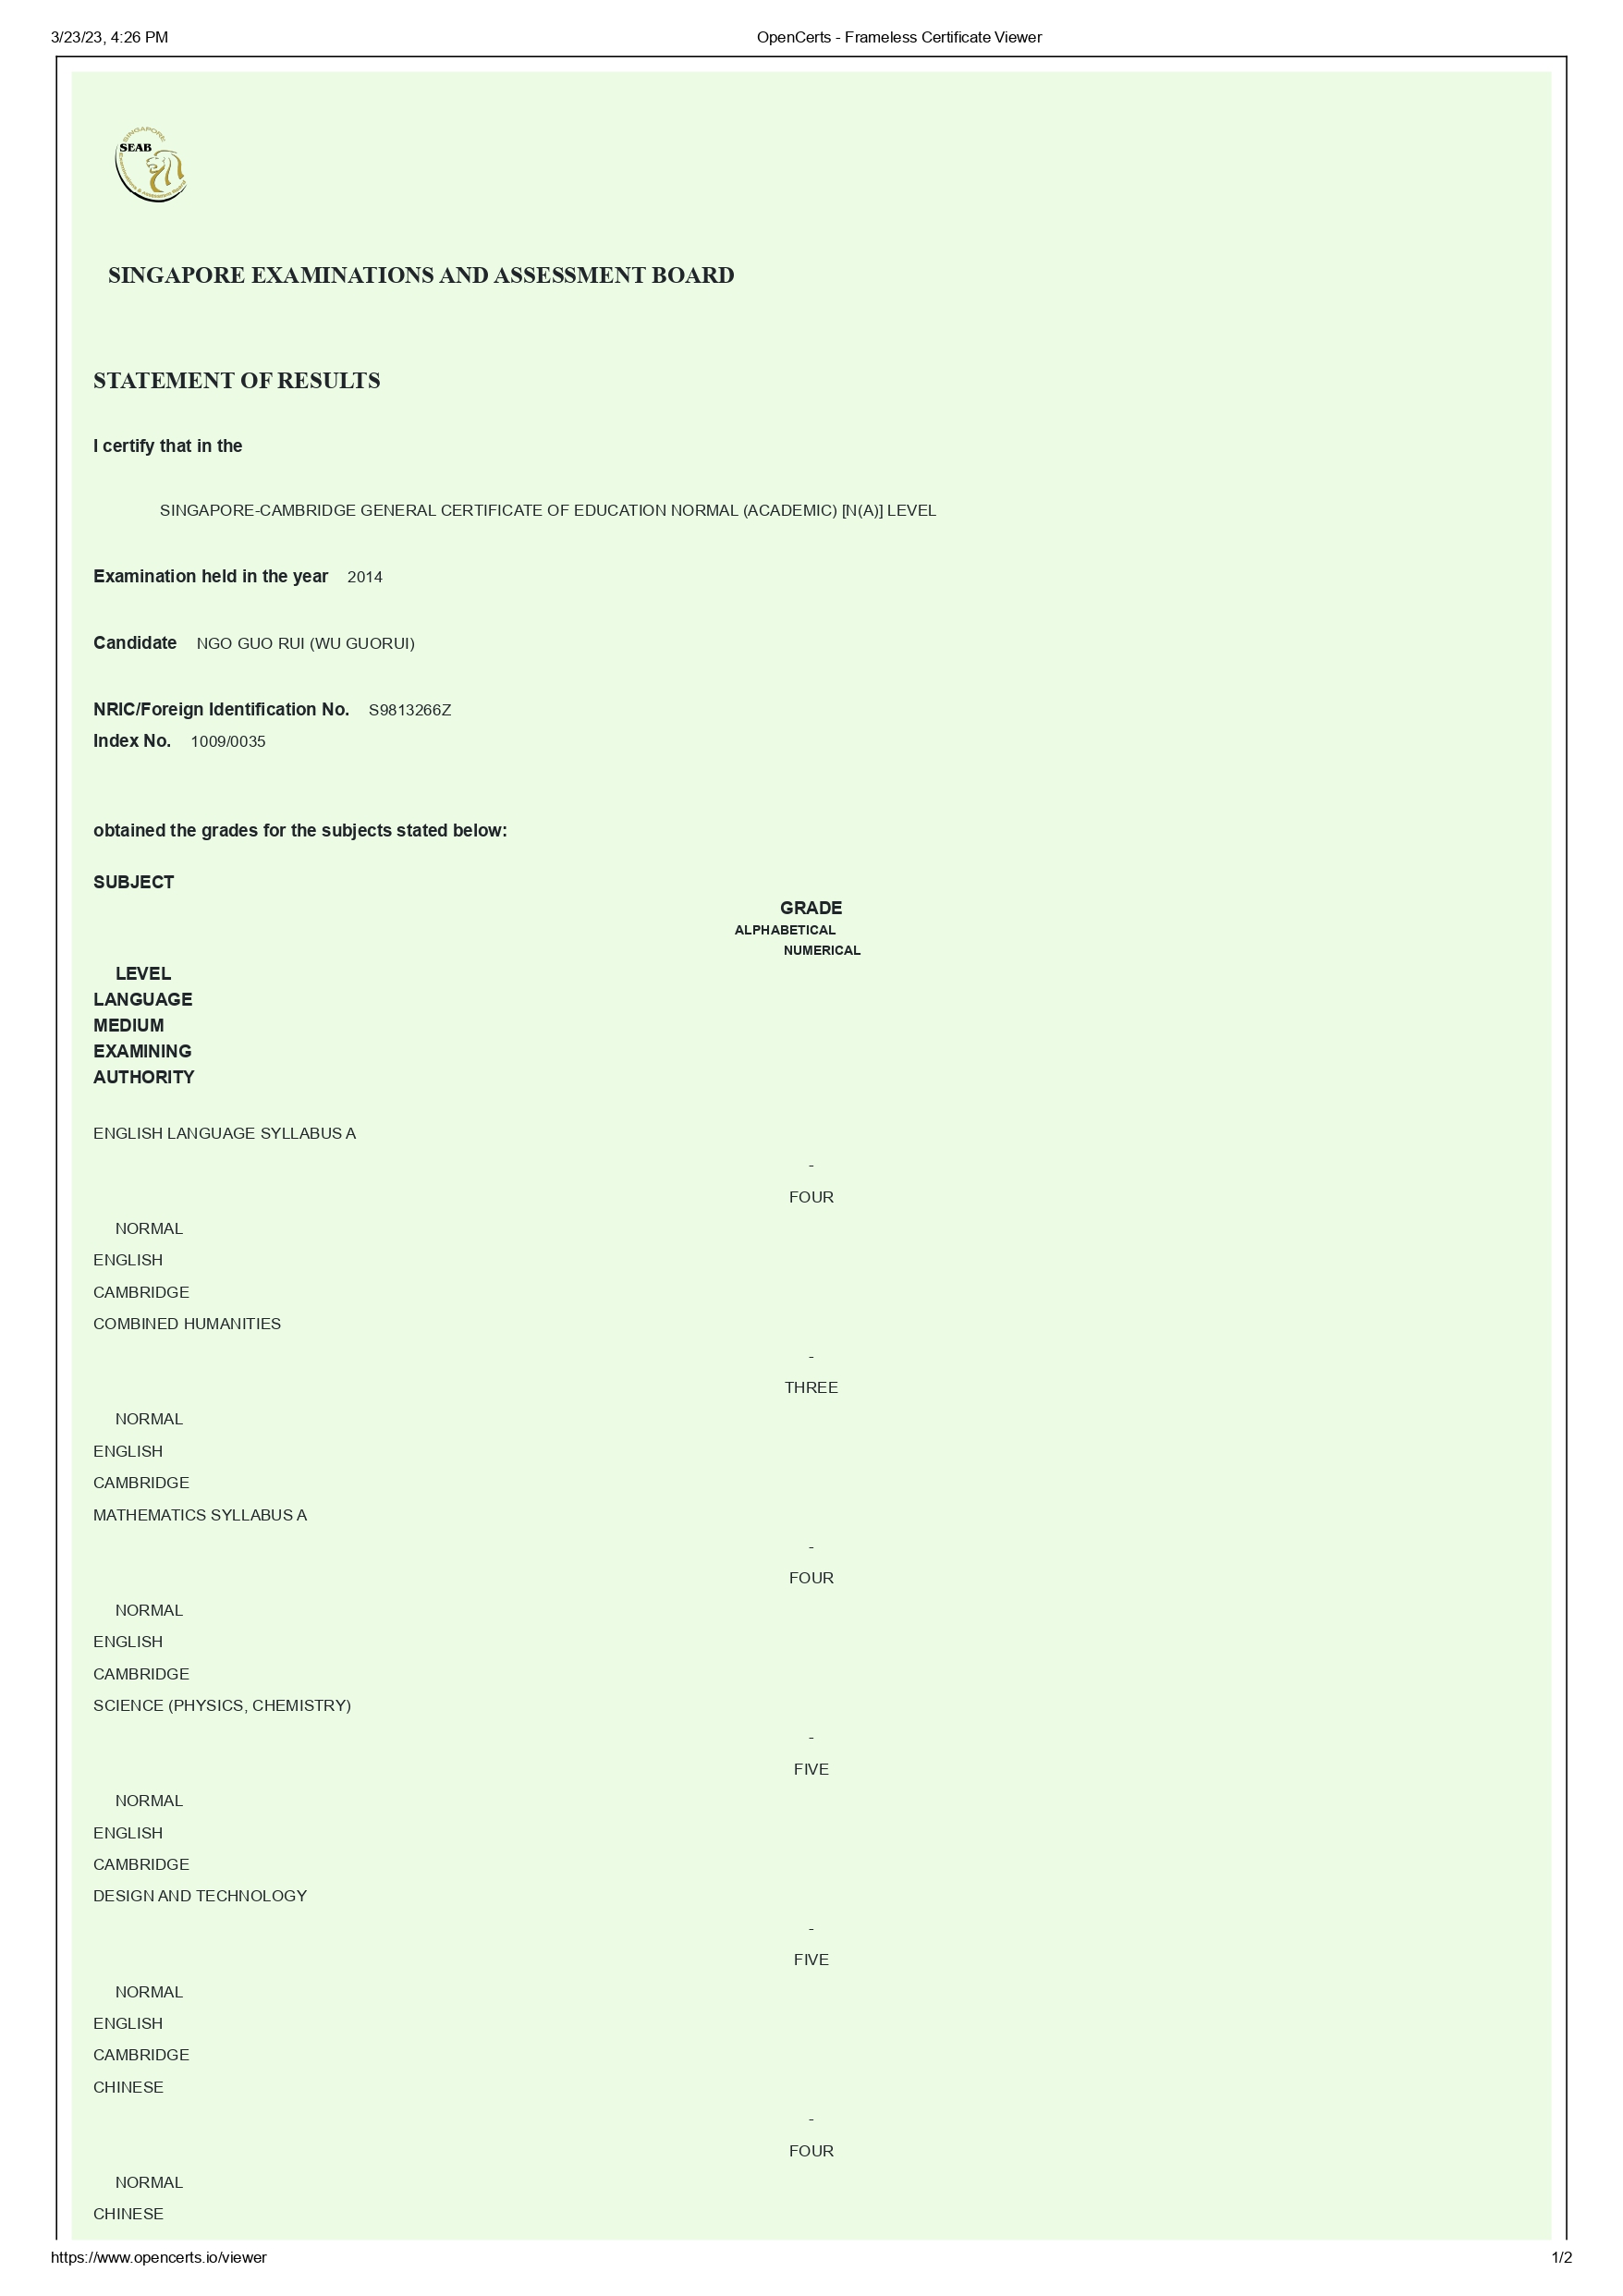 3/23/23, 4:26 PM
OpenCerts - Frameless Certificate Viewer
SINGAPORE
SEAB
EXAMINATIONS & ASSESSMENT BOARD
SINGAPORE EXAMINATIONS AND ASSESSMENT BOARD
STATEMENT OF RESULTS
I certify that in the
SINGAPORE-CAMBRIDGE GENERAL CERTIFICATE OF EDUCATION NORMAL (ACADEMIC) [N(A)] LEVEL
Examination held in the year 2014
Candidate NGO GUO RUI (WU GUORUI)
NRIC/Foreign Identification No. S9813266Z
Index No. 1009/0035
obtained the grades for the subjects stated below:
SUBJECT
GRADE
ALPHABETICAL
NUMERICAL
LEVEL
LANGUAGE
MEDIUM
EXAMINING
AUTHORITY
ENGLISH LANGUAGE SYLLABUS A
-
FOUR
NORMAL
ENGLISH
CAMBRIDGE
COMBINED HUMANITIES
-
THREE
NORMAL
ENGLISH
CAMBRIDGE
MATHEMATICS SYLLABUS A
-
FOUR
NORMAL
ENGLISH
CAMBRIDGE
SCIENCE (PHYSICS, CHEMISTRY)
-
FIVE
NORMAL
ENGLISH
CAMBRIDGE
DESIGN AND TECHNOLOGY
-
FIVE
NORMAL
ENGLISH
CAMBRIDGE
CHINESE
-
FOUR
NORMAL
CHINESE
https://www.opencerts.io/viewer
1/2